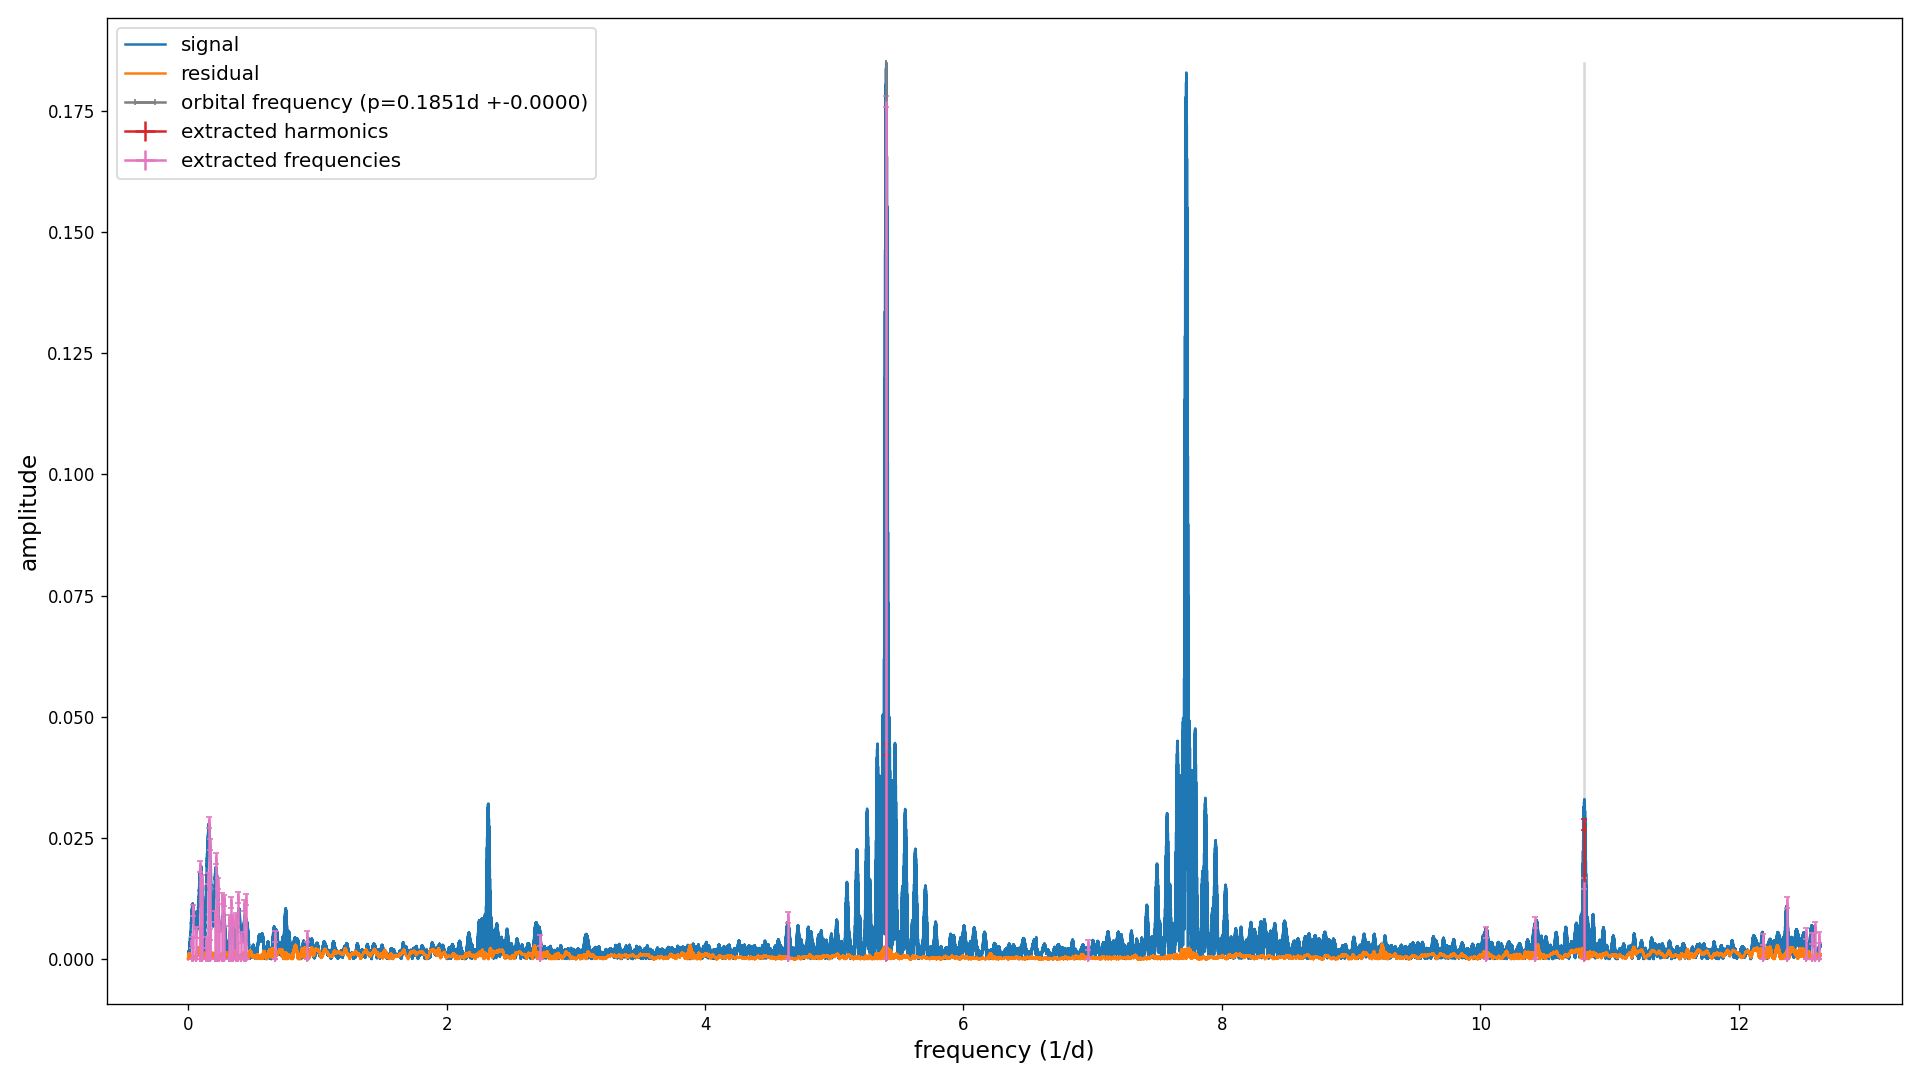 signal
residual
orbital frequency (p=0.1851d +-0.0000)
extracted harmonics
extracted frequencies
0.175
0.150
0.125
0.100
0.075
0.050
0.025
0.000
amplitude
0 2 4 6 8 10 12
frequency (1/d)